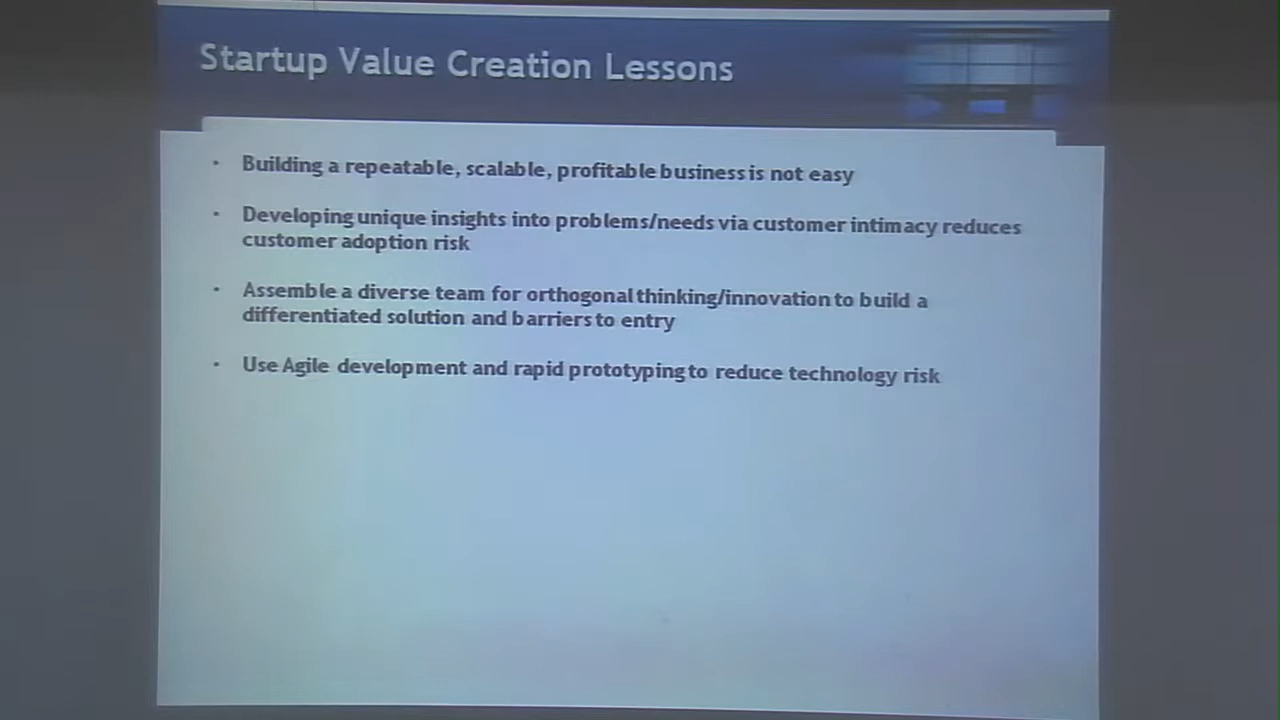 Startup Value Creation Lessons
• Building a repeatable, scalable, profitable business is not easy
• Developing unique insights into problems/needs via customer intimacy reduces
customer adoption risk
• Assemble a diverse team for orthogonal thinking/innovation to build a
differentiated solution and barriers to entry
• Use Agile development and rapid prototyping to reduce technology risk